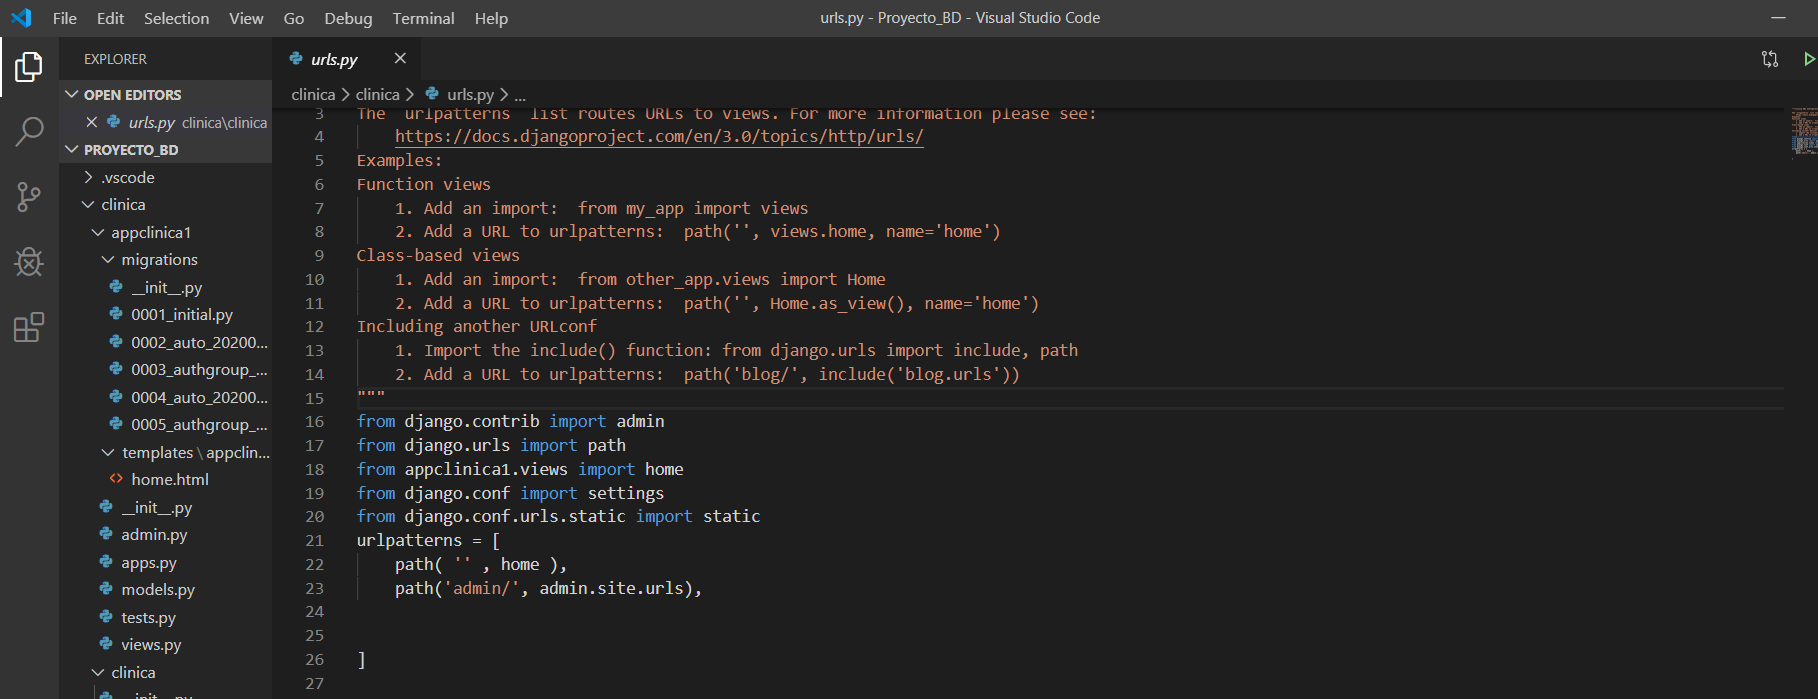 File Edit Selection View Go Debug Terminal Help
urls.py - Proyecto_BD - Visual Studio Code
EXPLORER
OPEN EDITORS
urls.py clinica\clinica
PROYECTO_BD
.vscode
clinica
appclinica1
migrations
__init__.py
0001_initial.py
0002_auto_20200...
0003_authgroup_...
0004_auto_20200...
0005_authgroup_...
templates \ appclin...
home.html
__init__.py
admin.py
apps.py
models.py
tests.py
views.py
clinica
__init__.py
urls.py
clinica > clinica > urls.py > ...
3 The `urlpatterns` list routes URLs to views. For more information please see:
4     https://docs.djangoproject.com/en/3.0/topics/http/urls/
5 Examples:
6 Function views
7     1. Add an import:  from my_app import views
8     2. Add a URL to urlpatterns:  path('', views.home, name='home')
9 Class-based views
10     1. Add an import:  from other_app.views import Home
11     2. Add a URL to urlpatterns:  path('', Home.as_view(), name='home')
12 Including another URLconf
13     1. Import the include() function: from django.urls import include, path
14     2. Add a URL to urlpatterns:  path('blog/', include('blog.urls'))
15 """
16 from django.contrib import admin
17 from django.urls import path
18 from appclinica1.views import home
19 from django.conf import settings
20 from django.conf.urls.static import static
21 urlpatterns = [
22     path( '' , home ),
23     path('admin/', admin.site.urls),
24
25
26 ]
27